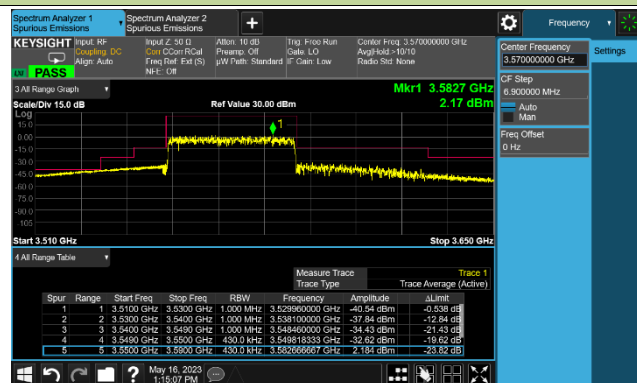 Spectrum Analyzer 1
Spurious Emissions
Spectrum Analyzer 2
Spurious Emissions
Frequency
KEYSIGHT
Input: RF
Coupling: DC
Align: Auto
Input Z: 50 Ω
Corr CCorr RCal
Freq Ref: Ext (S)
NFE: Off
Atten: 10 dB
Preamp: Off
µW Path: Standard
Trig: Free Run
Gate: LO
IF Gain: Low
Center Freq: 3.570000000 GHz
Avg|Hold:>10/10
Radio Std: None
PASS
Center Frequency
3.570000000 GHz
Settings
CF Step
6.900000 MHz
Auto
Man
Freq Offset
0 Hz
3 All Range Graph
Mkr1 3.5827 GHz
2.17 dBm
Scale/Div 15.0 dB
Ref Value 30.00 dBm
Log
15.0
0.00
-15.0
-30.0
-45.0
-60.0
-75.0
-90.0
-105
1
Start 3.510 GHz
Stop 3.650 GHz
4 All Range Table
Measure Trace Trace 1
Trace Type Trace Average (Active)
Spur Range Start Freq Stop Freq RBW Frequency Amplitude ΔLimit
1 1 3.5100 GHz 3.5300 GHz 1.000 MHz 3.529960000 GHz -40.54 dBm -0.538 dB
2 2 3.5300 GHz 3.5400 GHz 1.000 MHz 3.538100000 GHz -37.84 dBm -12.84 dB
3 3 3.5400 GHz 3.5490 GHz 1.000 MHz 3.548460000 GHz -34.43 dBm -21.43 dB
4 4 3.5490 GHz 3.5500 GHz 430.0 kHz 3.549818333 GHz -32.62 dBm -19.62 dB
5 5 3.5500 GHz 3.5900 GHz 430.0 kHz 3.582666667 GHz 2.184 dBm -23.82 dB
May 16, 2023
1:15:07 PM